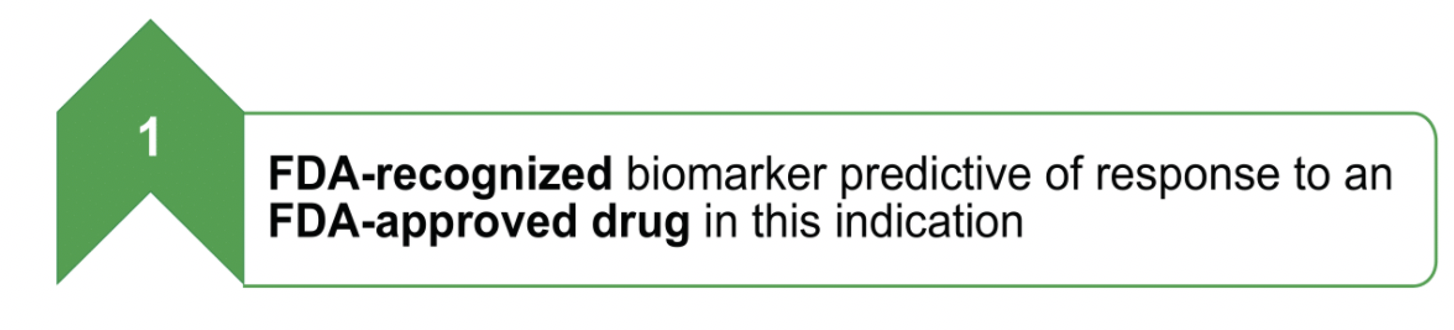 1
FDA-recognized biomarker predictive of response to an
FDA-approved drug in this indication